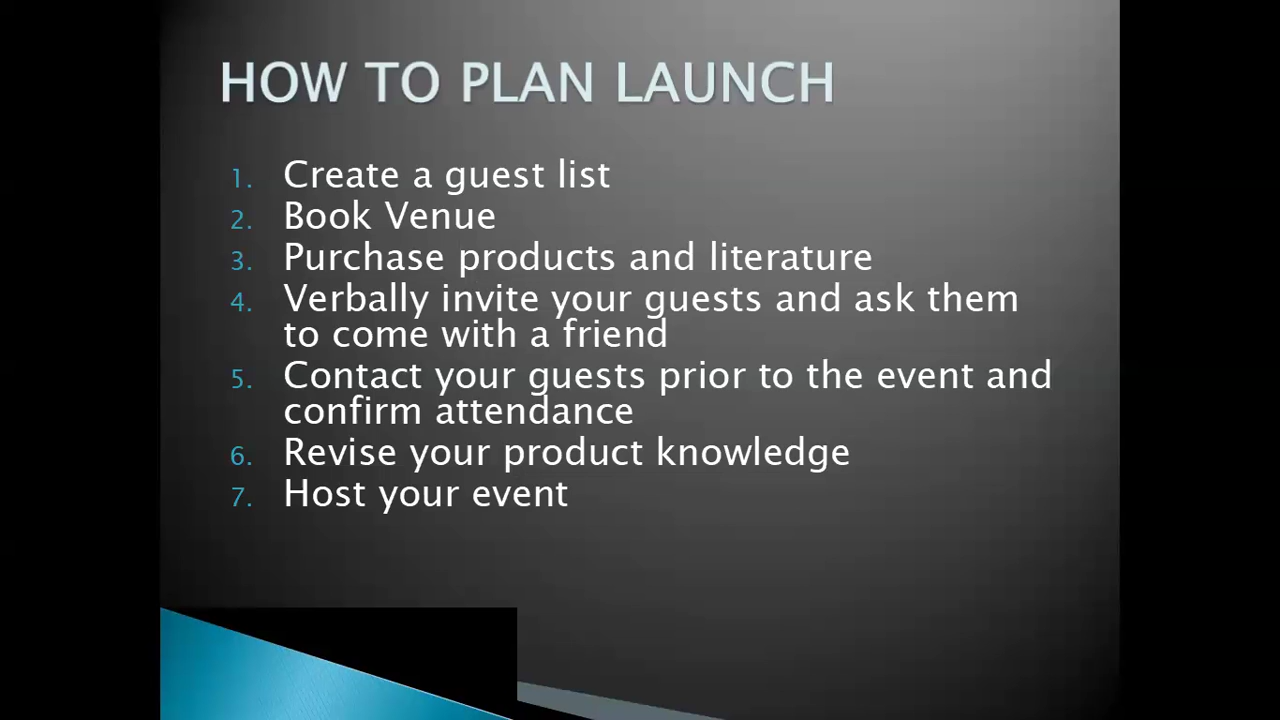 HOW TO PLAN LAUNCH
1. Create a guest list
2. Book Venue
3. Purchase products and literature
4. Verbally invite your guests and ask them
to come with a friend
5. Contact your guests prior to the event and
confirm attendance
6. Revise your product knowledge
7. Host your event